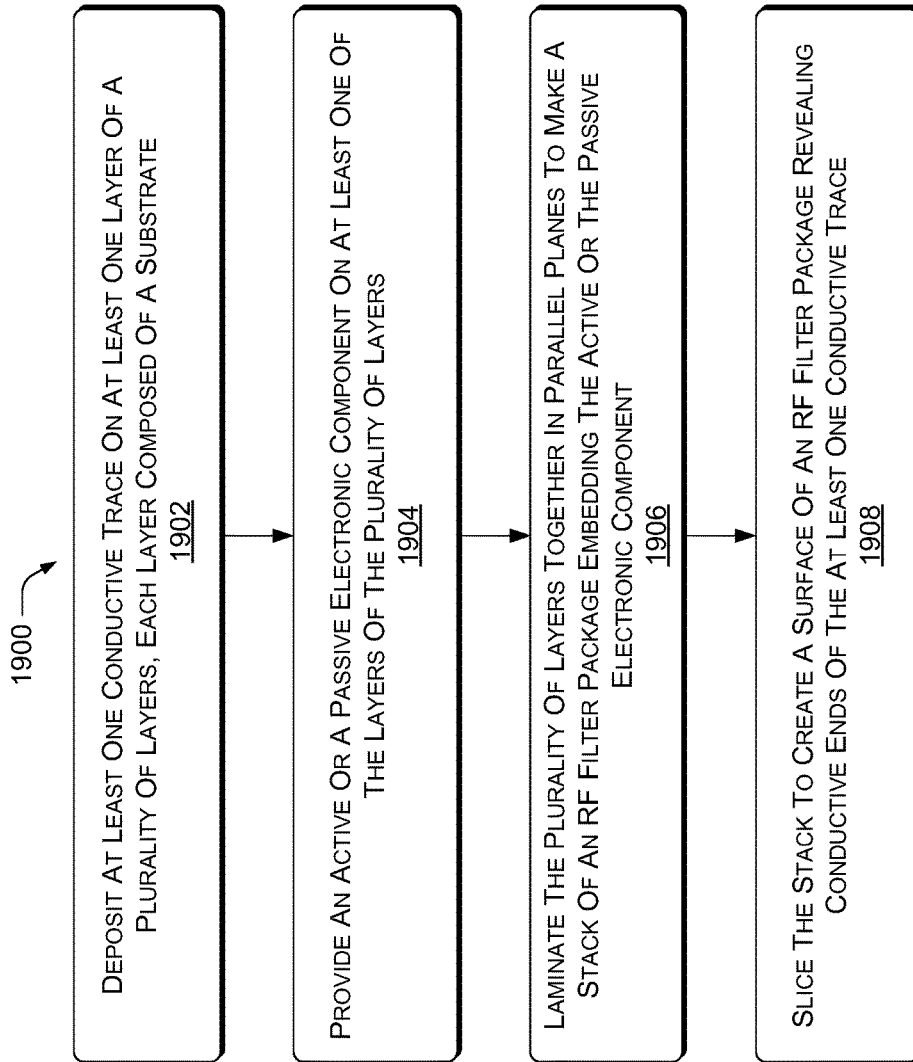 1900
DEPOSIT AT LEAST ONE CONDUCTIVE TRACE ON AT LEAST ONE LAYER OF A
PLURALITY OF LAYERS, EACH LAYER COMPOSED OF A SUBSTRATE
1902
PROVIDE AN ACTIVE OR A PASSIVE ELECTRONIC COMPONENT ON AT LEAST ONE OF
THE LAYERS OF THE PLURALITY OF LAYERS
1904
LAMINATE THE PLURALITY OF LAYERS TOGETHER IN PARALLEL PLANES TO MAKE A
STACK OF AN RF FILTER PACKAGE EMBEDDING THE ACTIVE OR THE PASSIVE
ELECTRONIC COMPONENT
1906
SLICE THE STACK TO CREATE A SURFACE OF AN RF FILTER PACKAGE REVEALING
CONDUCTIVE ENDS OF THE AT LEAST ONE CONDUCTIVE TRACE
1908